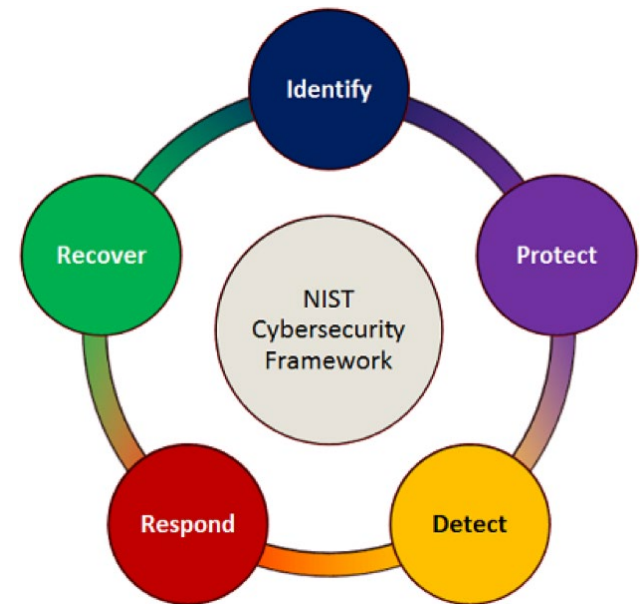 Identify
Protect
Detect
Respond
Recover
NIST
Cybersecurity
Framework